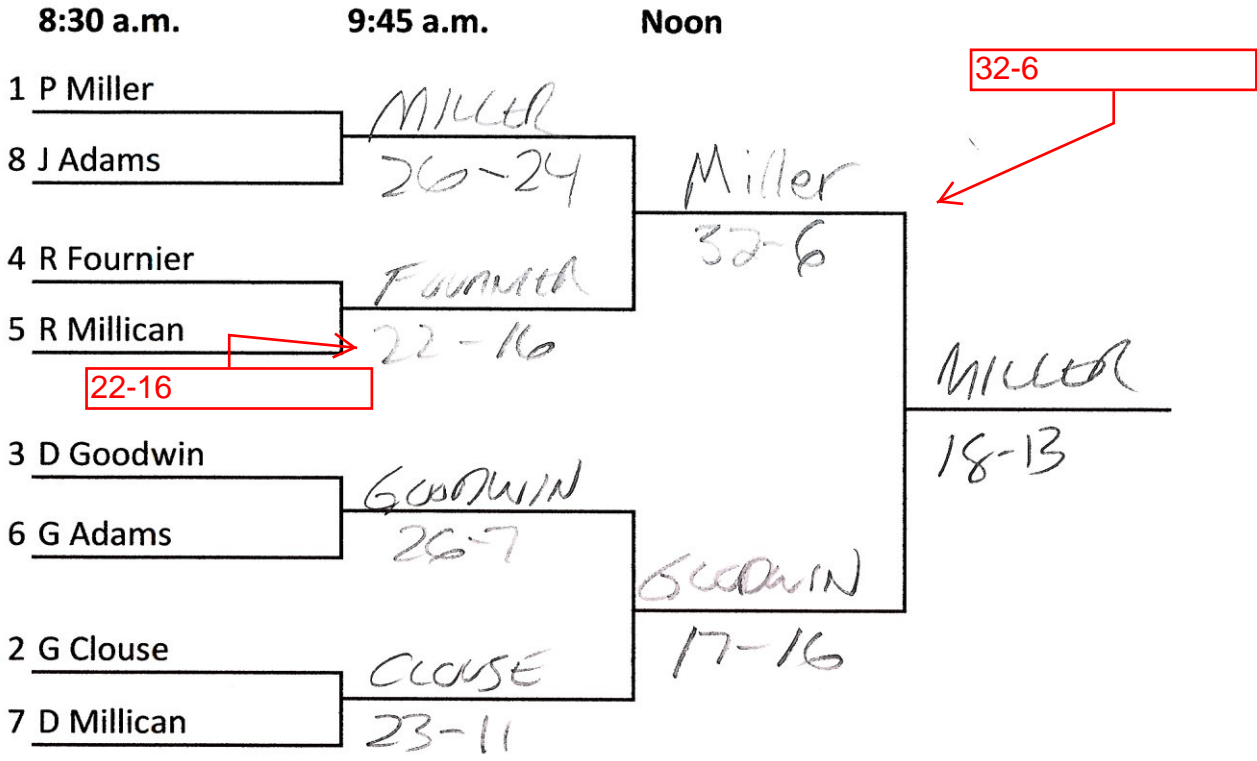 8:30 a.m. 9:45 a.m. Noon
32-6
1 P Miller
MILLER
8 J Adams
26-24
Miller
32-6
4 R Fournier
FOURNIER
5 R Millican
22-16
22-16
MILLER
18-13
3 D Goodwin
GOODWIN
6 G Adams
26-7
GOODWIN
17-16
2 G Clouse
CLOUSE
7 D Millican
23-11